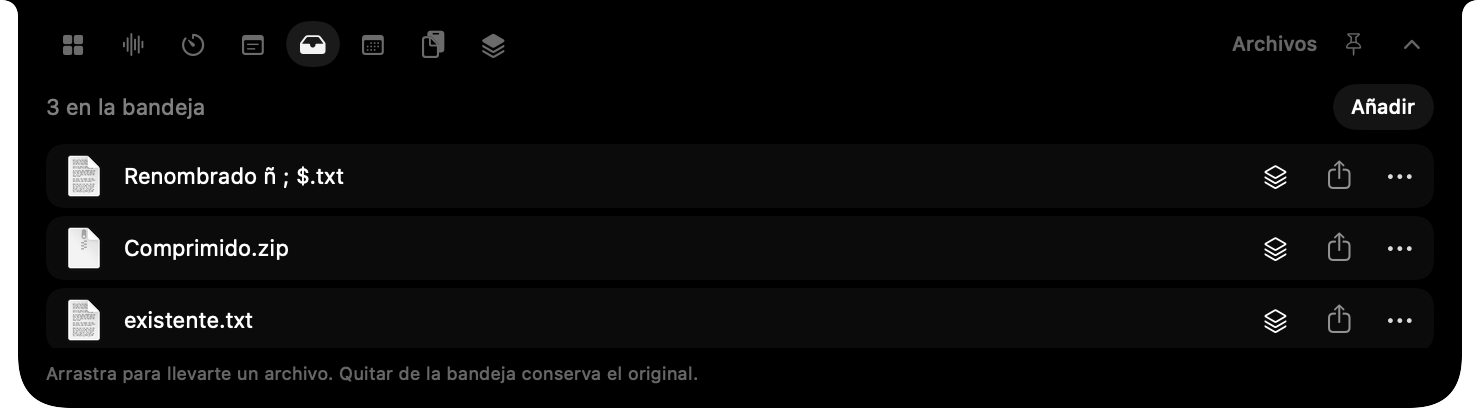 Archivos
3 en la bandeja
Añadir
Renombrado ñ ; $.txt
Comprimido.zip
existente.txt
Arrastra para llevarte un archivo. Quitar de la bandeja conserva el original.